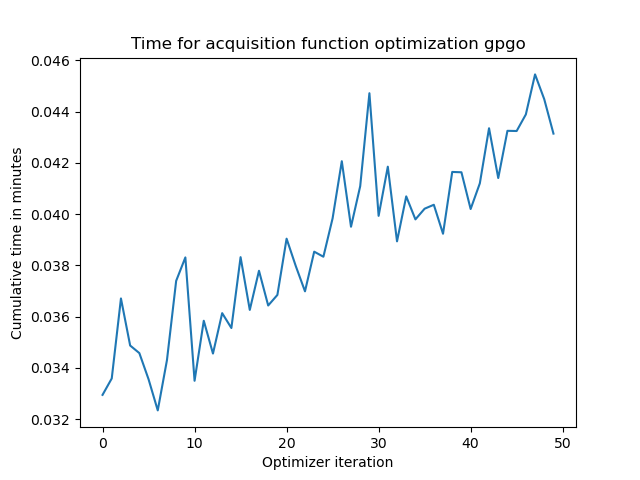 Time for acquisition function optimization gpgo
Cumulative time in minutes
0.046
0.044
0.042
0.040
0.038
0.036
0.034
0.032
0 10 20 30 40 50
Optimizer iteration